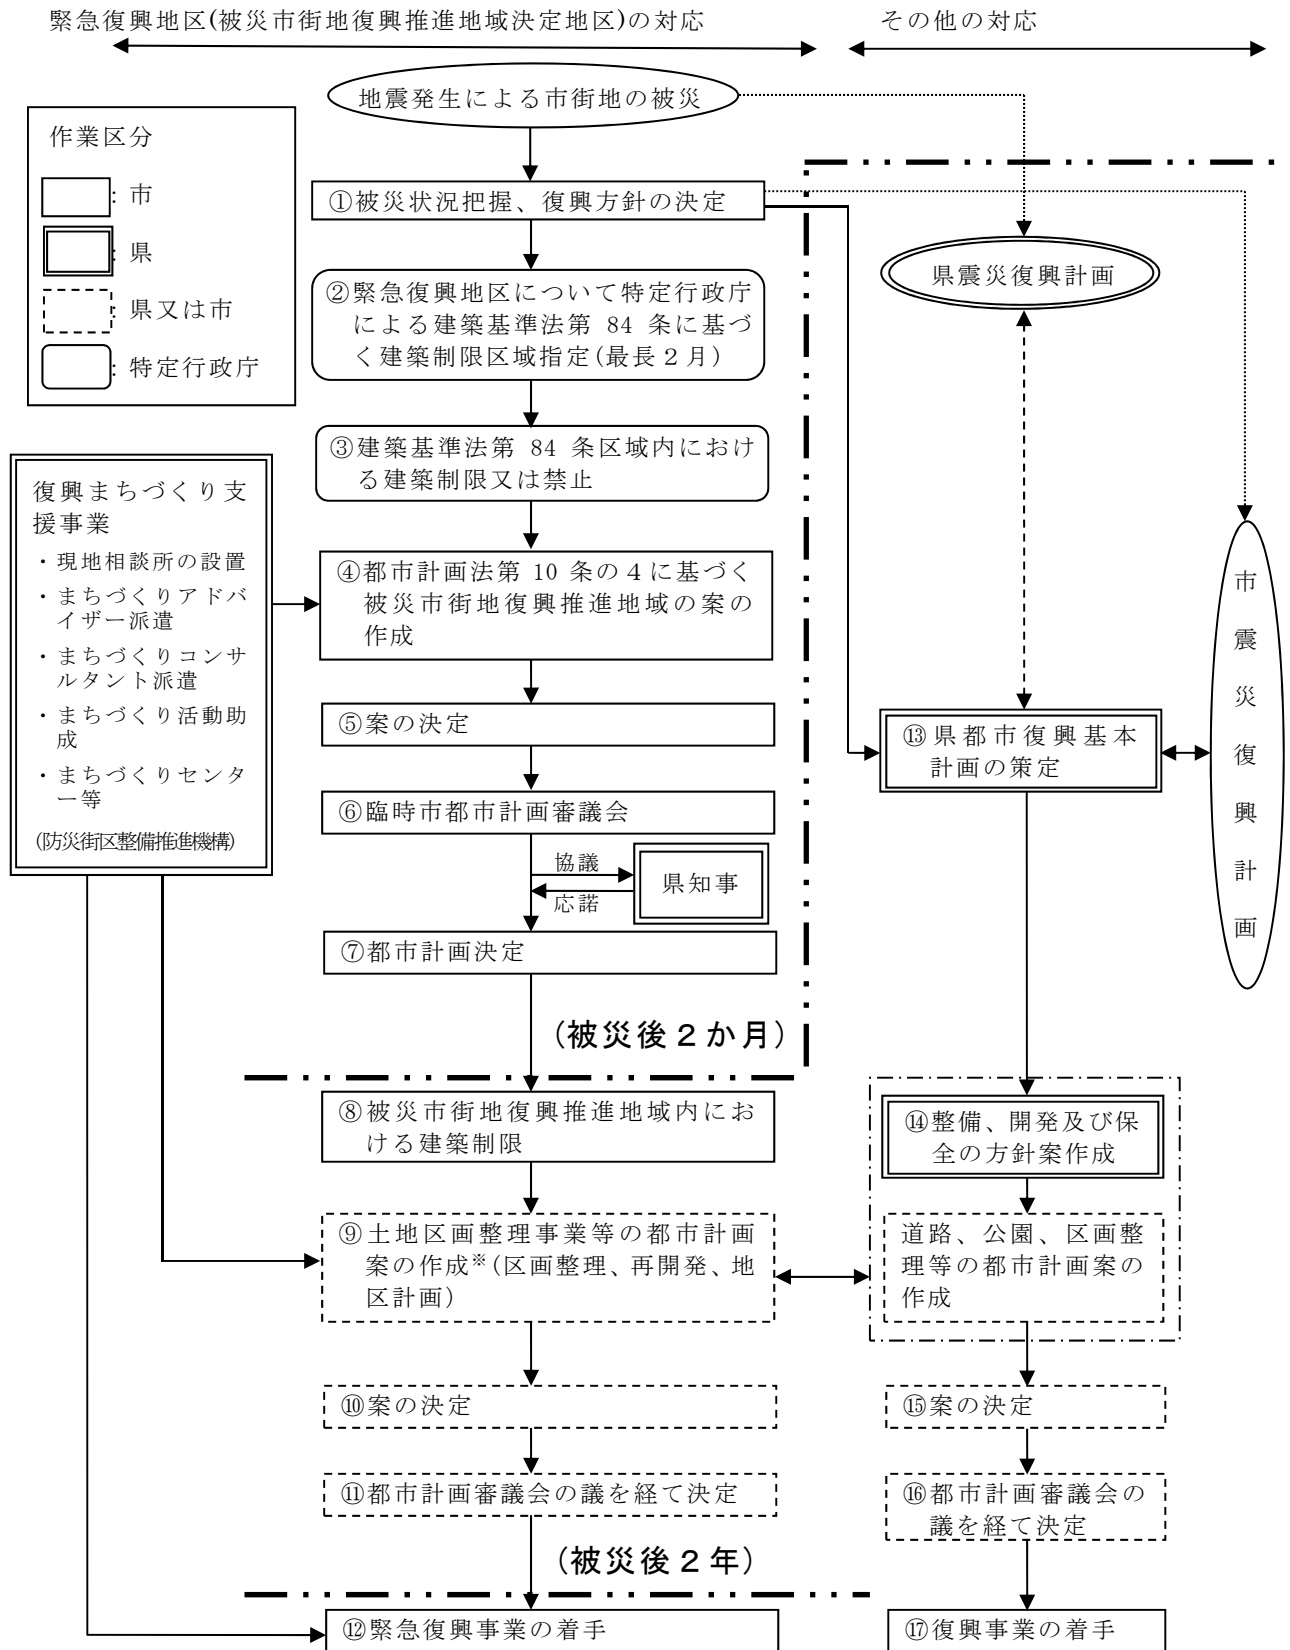 緊急復興地区(被災市街地復興推進地域決定地区)の対応
その他の対応
地震発生による市街地の被災
作業区分
: 市
: 県
: 県又は市
: 特定行政庁
①被災状況把握、復興方針の決定
②緊急復興地区について特定行政庁
による建築基準法第 84 条に基づ
く建築制限区域指定(最長２月)
③建築基準法第 84 条区域内におけ
る建築制限又は禁止
県震災復興計画
復興まちづくり支
援事業
・現地相談所の設置
・まちづくりアドバ
イザー派遣
・まちづくりコンサ
ルタント派遣
・まちづくり活動助
成
・まちづくりセンタ
ー等
(防災街区整備推進機構)
④都市計画法第 10 条の４に基づく
被災市街地復興推進地域の案の
作成
⑤案の決定
⑥臨時市都市計画審議会
協議
応諾
県知事
⑦都市計画決定
(被災後２か月)
⑬県都市復興基本
計画の策定
市震災復興計画
⑧被災市街地復興推進地域内にお
ける建築制限
⑨土地区画整理事業等の都市計画
案の作成※(区画整理、再開発、地
区計画)
⑩案の決定
⑪都市計画審議会の議を経て決定
(被災後２年)
⑫緊急復興事業の着手
⑭整備、開発及び保
全の方針案作成
道路、公園、区画整
理等の都市計画案の
作成
⑮案の決定
⑯都市計画審議会の
議を経て決定
⑰復興事業の着手